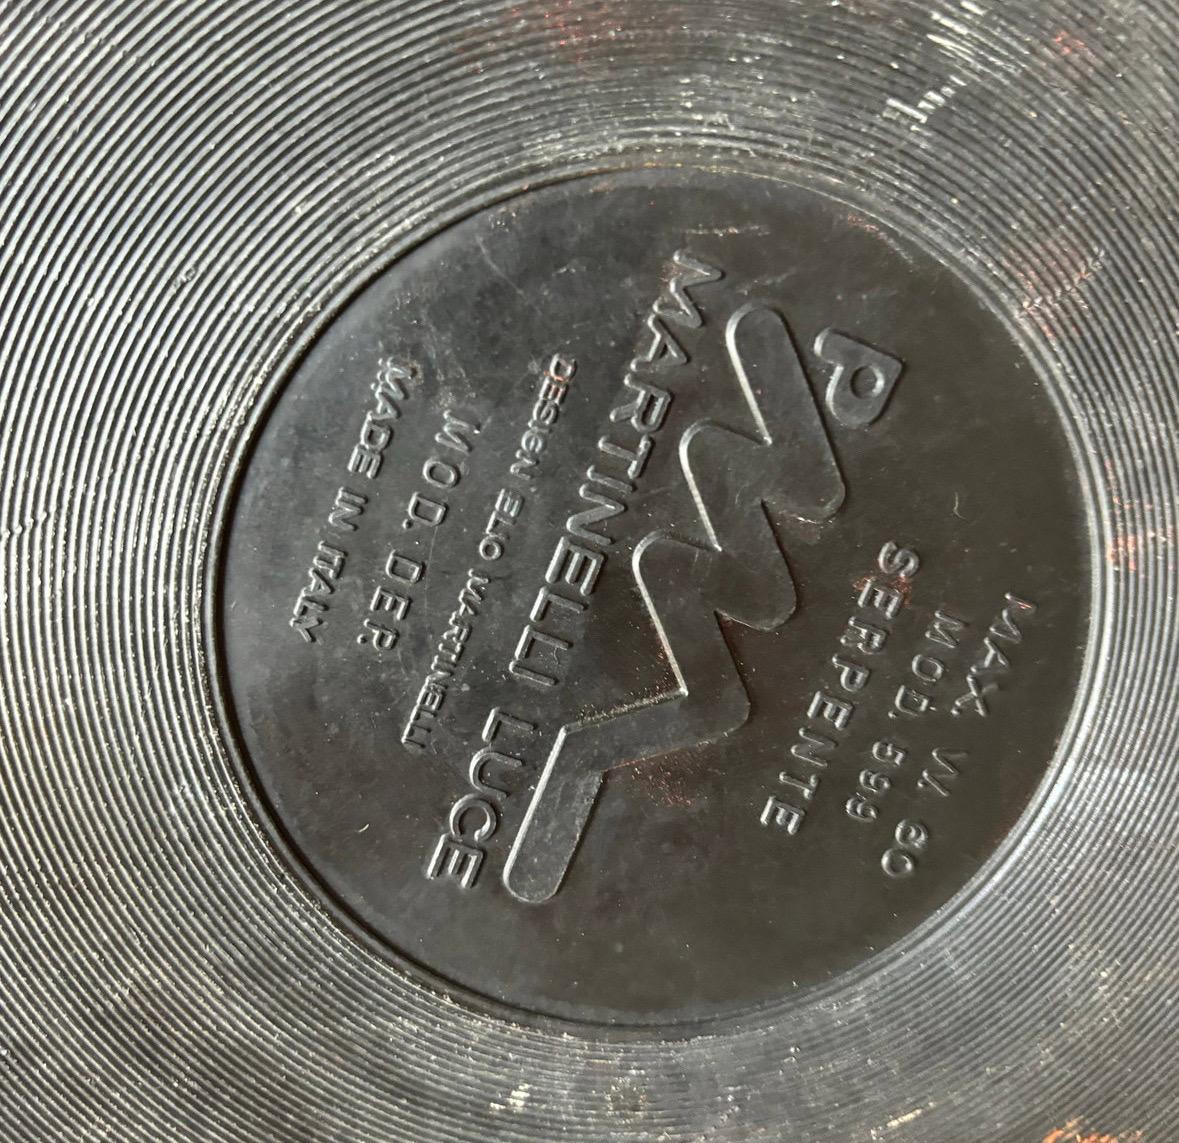 MAX. W. 60
MOD. 599
SERPENTE
P
MARTINELLI LUCE
DESIGN ELIO MARTINELLI
MOD. DEP.
MADE IN ITALY